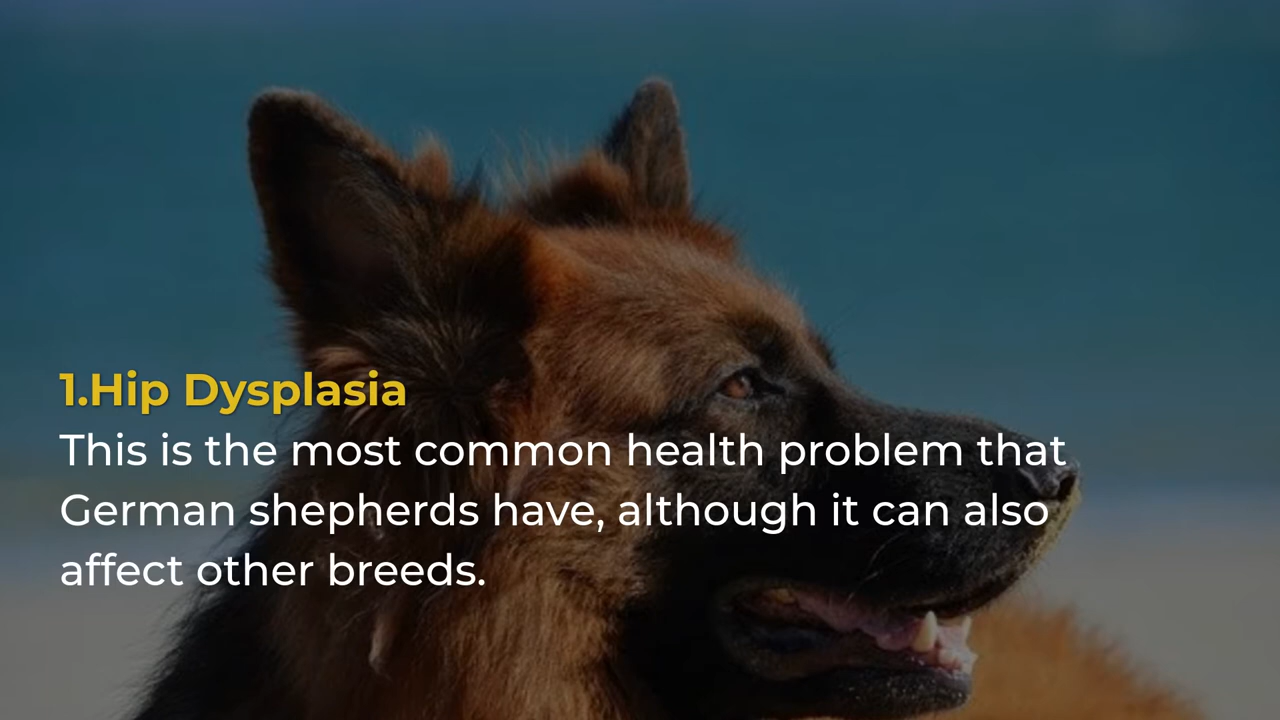 1.Hip Dysplasia
This is the most common health problem that
German shepherds have, although it can also
affect other breeds.